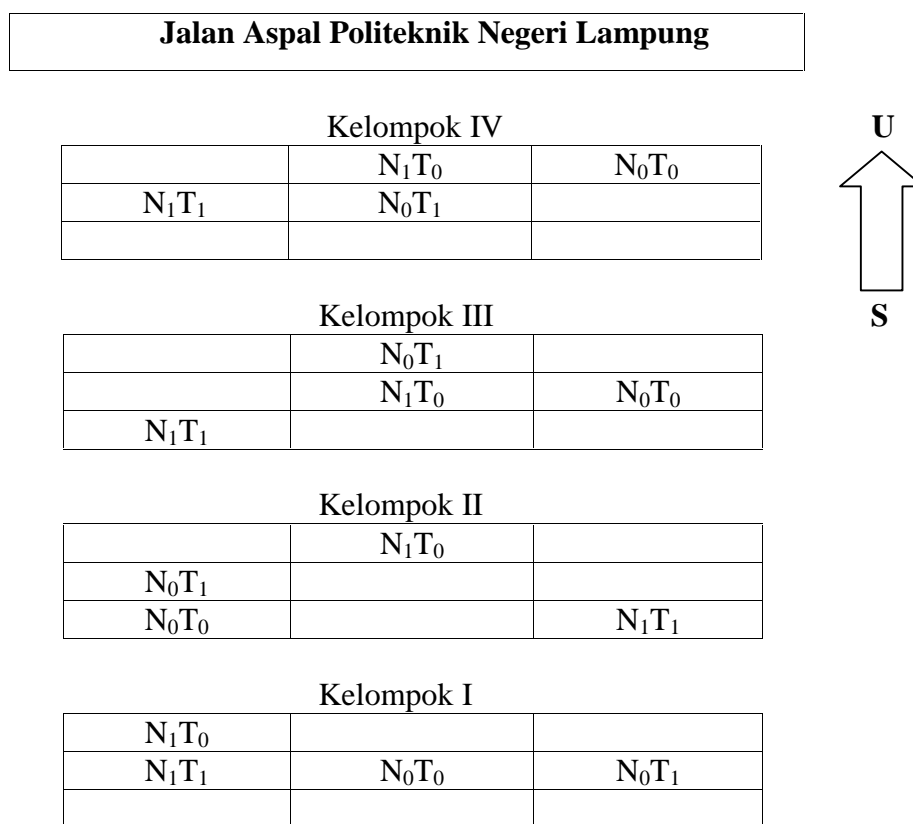 Jalan Aspal Politeknik Negeri Lampung
Kelompok IV
N₁T₀ N₀T₀
N₁T₁ N₀T₁
U
S
Kelompok III
N₀T₁
N₁T₀ N₀T₀
N₁T₁
Kelompok II
N₁T₀
N₀T₁
N₀T₀ N₁T₁
Kelompok I
N₁T₀
N₁T₁ N₀T₀ N₀T₁